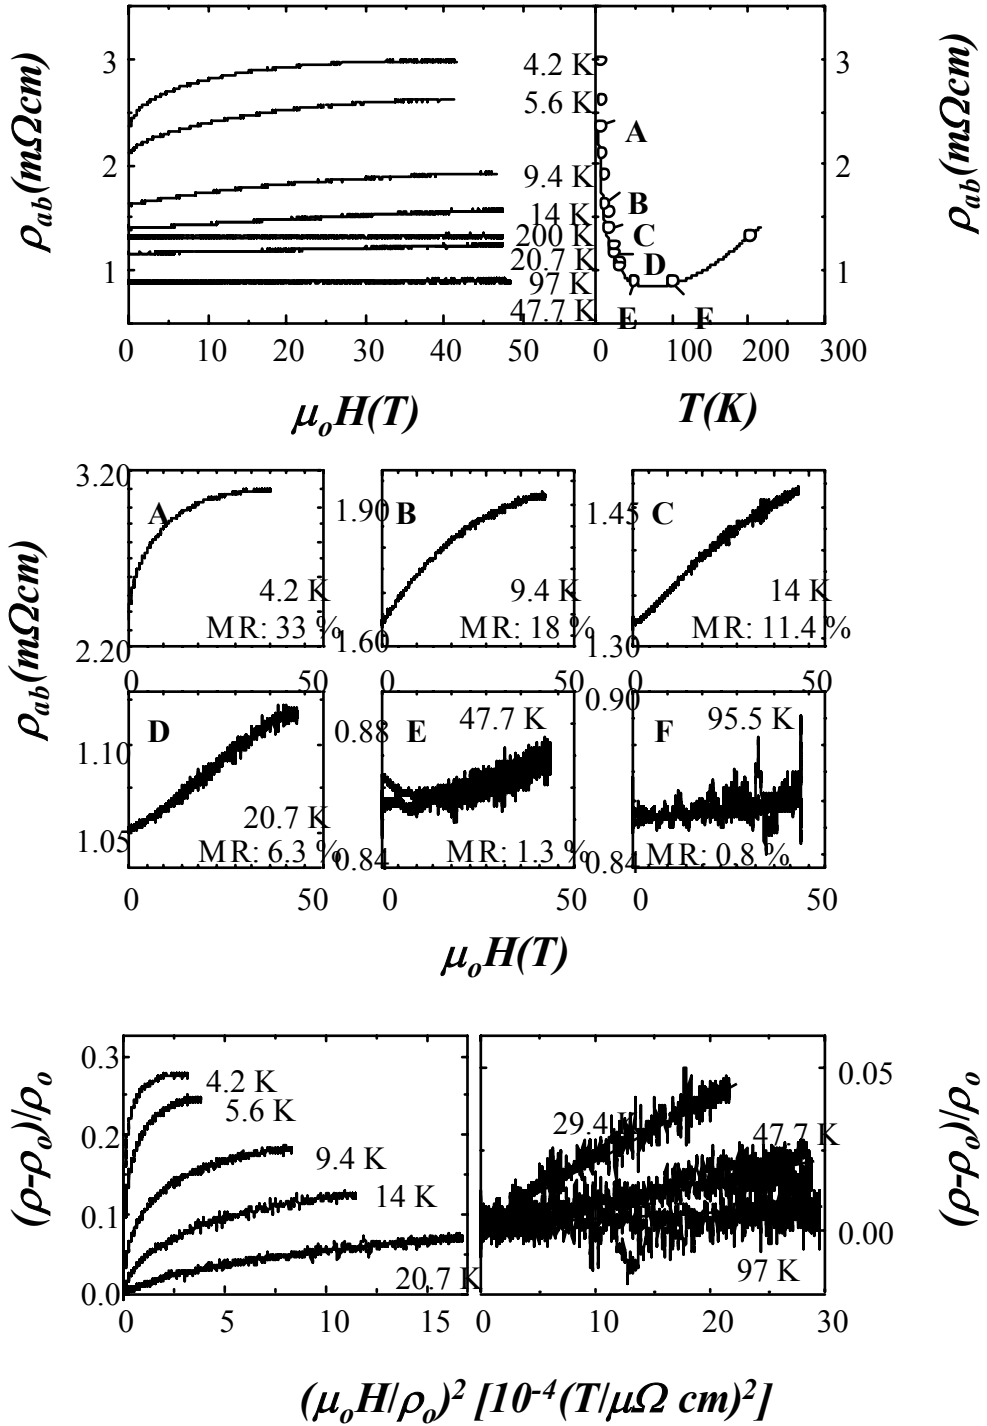 ρab(mΩcm)
3
2
1
4.2 K
5.6 K
9.4 K
14 K
200 K
20.7 K
97 K
47.7 K
A
B
C
D
E
F
3
2
1
ρab(mΩcm)
0 10 20 30 40 50
0 100 200 300
μoH(T)
T(K)
ρab(mΩcm)
3.20
2.20
A
4.2 K
MR: 33 %
0 50
1.90
1.60
B
9.4 K
MR: 18 %
0 50
1.45
1.30
C
14 K
MR: 11.4 %
0 50
1.10
1.05
D
20.7 K
MR: 6.3 %
0 50
0.88
0.84
E
47.7 K
MR: 1.3 %
0 50
0.90
0.84
F
95.5 K
MR: 0.8 %
0 50
μoH(T)
(ρ-ρo)/ρo
0.3
0.2
0.1
0.0
4.2 K
5.6 K
9.4 K
14 K
20.7 K
0 5 10 15
29.4 K
47.7 K
97 K
0.05
0.00
(ρ-ρo)/ρo
0 10 20 30
(μoH/ρo)2 [10-4(T/μΩ cm)2]